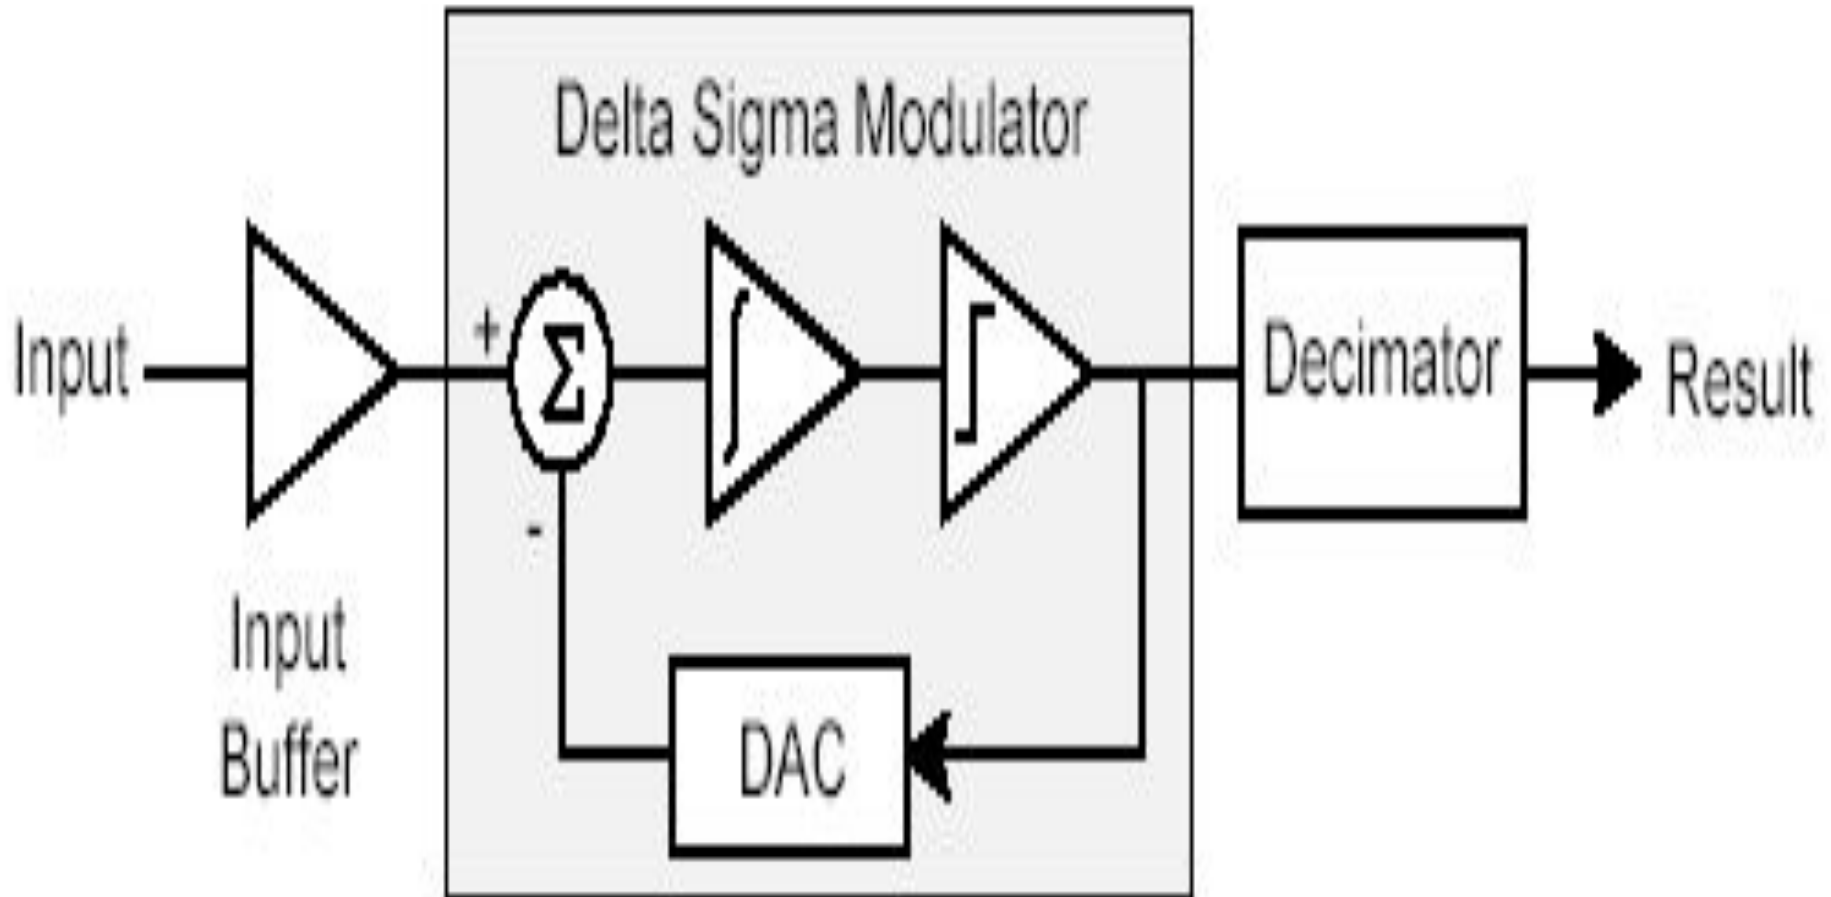 Delta Sigma Modulator
Input
+
Σ
-
Decimator
Result
Input
Buffer
DAC